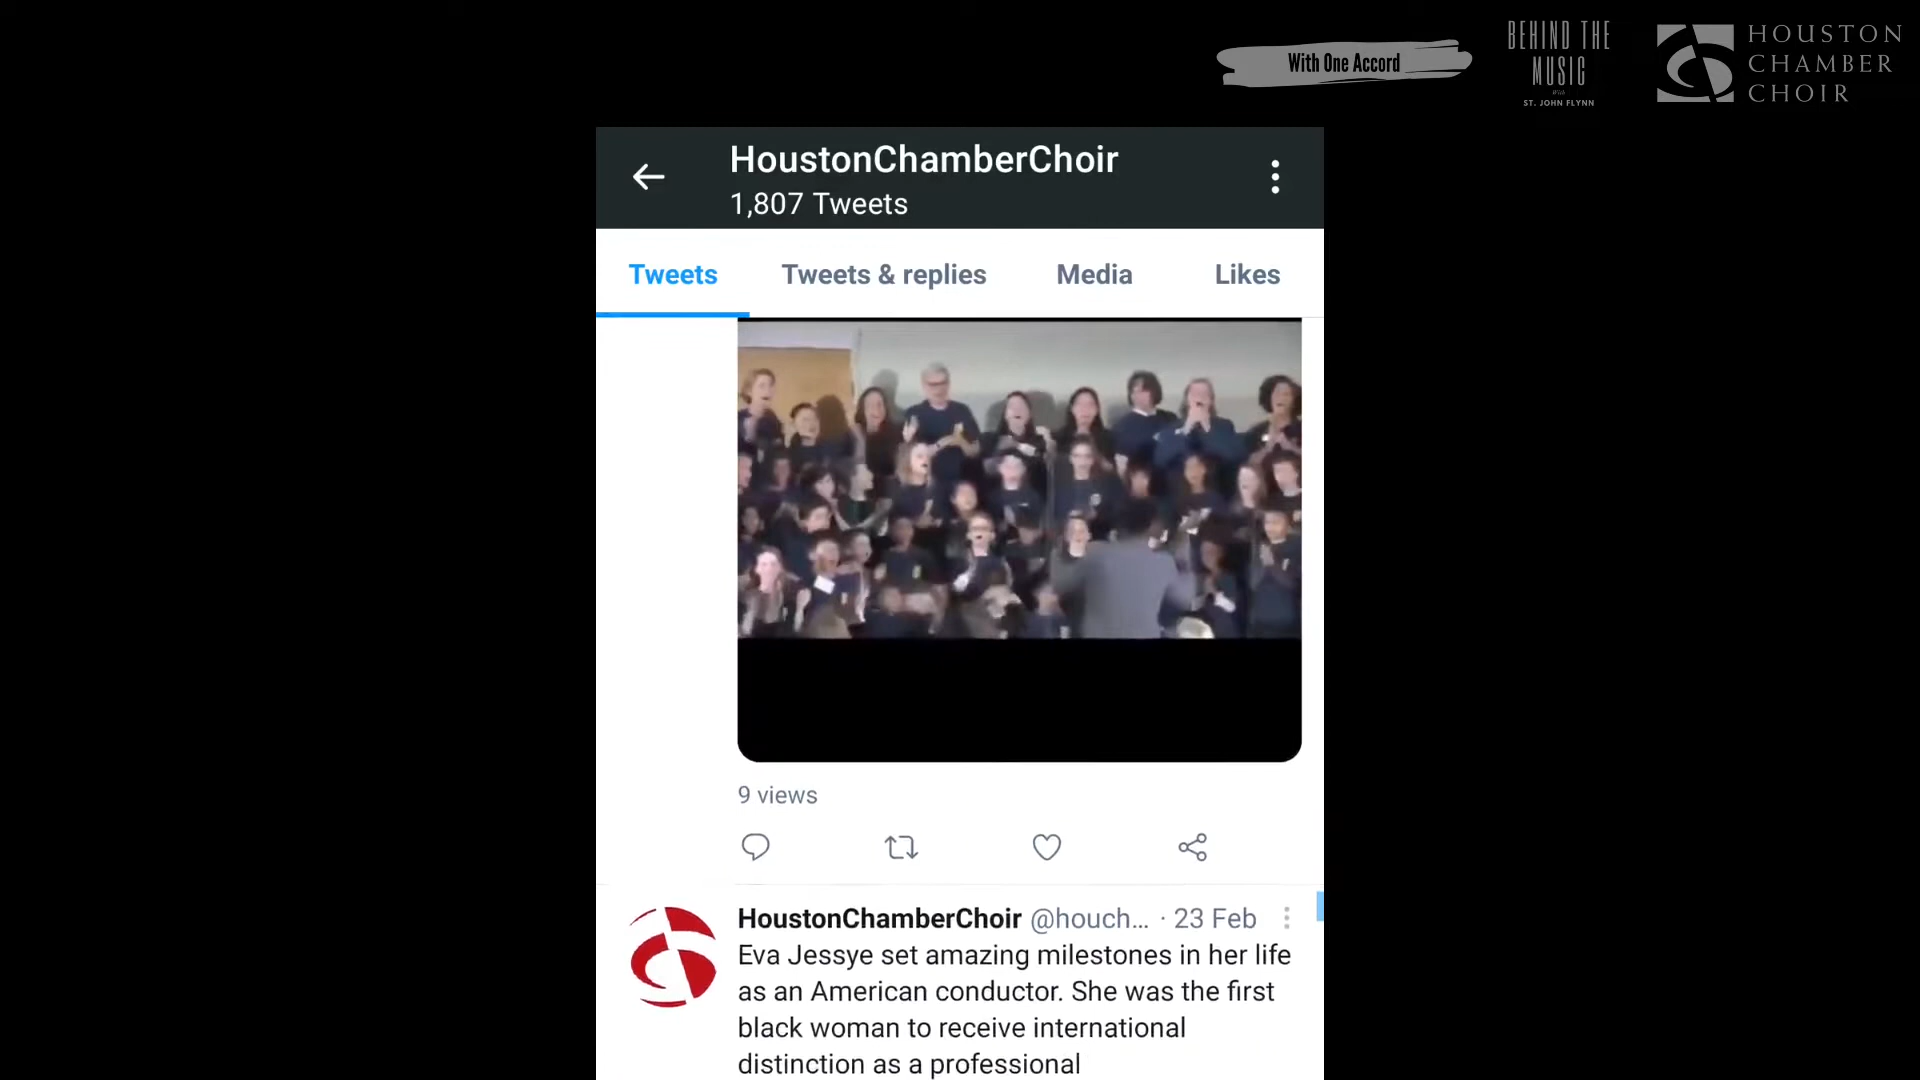 With One Accord
BEHIND THE
MUSIC
With
ST. JOHN FLYNN
HOUSTON
CHAMBER
CHOIR
HoustonChamberChoir
1,807 Tweets
Tweets
Tweets & replies
Media
Likes
9 views
HoustonChamberChoir @houch... · 23 Feb
Eva Jessye set amazing milestones in her life
as an American conductor. She was the first
black woman to receive international
distinction as a professional